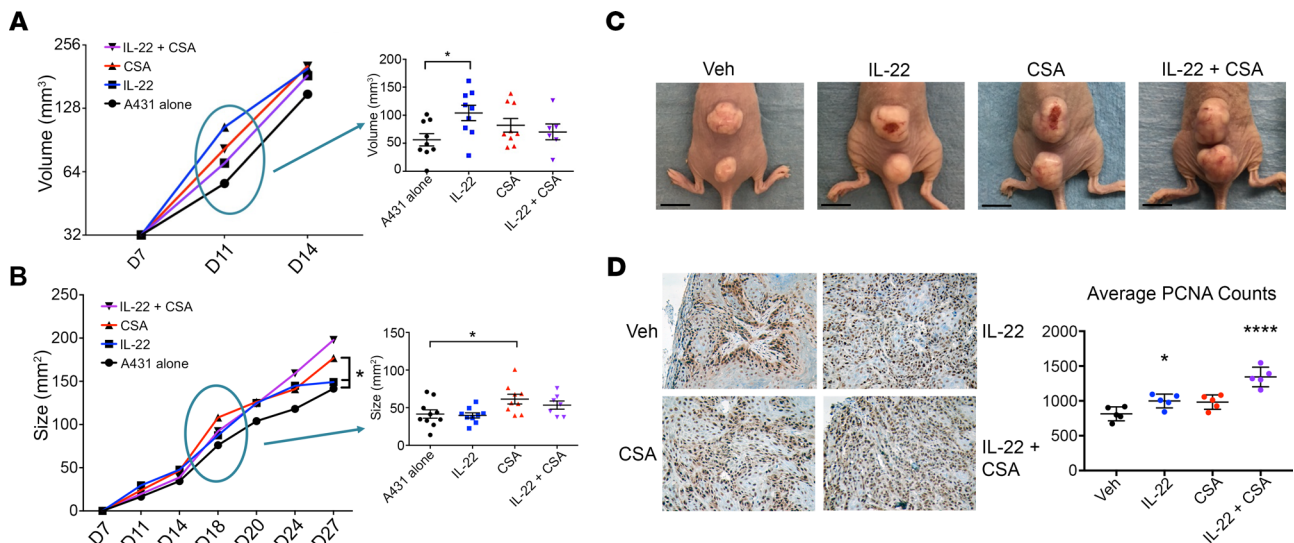 A
256
128
64
32
Volume (mm³)
IL-22 + CSA
CSA
IL-22
A431 alone
D7
D11
D14
200
150
100
50
0
Volume (mm³)
*
A431 alone
IL-22
CSA
IL-22 + CSA
B
250
200
150
100
50
0
Size (mm²)
IL-22 + CSA
CSA
IL-22
A431 alone
*
D7
D11
D14
D18
D20
D24
D27
150
100
50
0
Size (mm²)
*
A431 alone
IL-22
CSA
IL-22 + CSA
C
Veh
IL-22
CSA
IL-22 + CSA
D
Veh
IL-22
CSA
IL-22 +
CSA
Average PCNA Counts
2000
1500
1000
500
0
*
****
Veh
IL-22
CSA
IL-22 + CSA